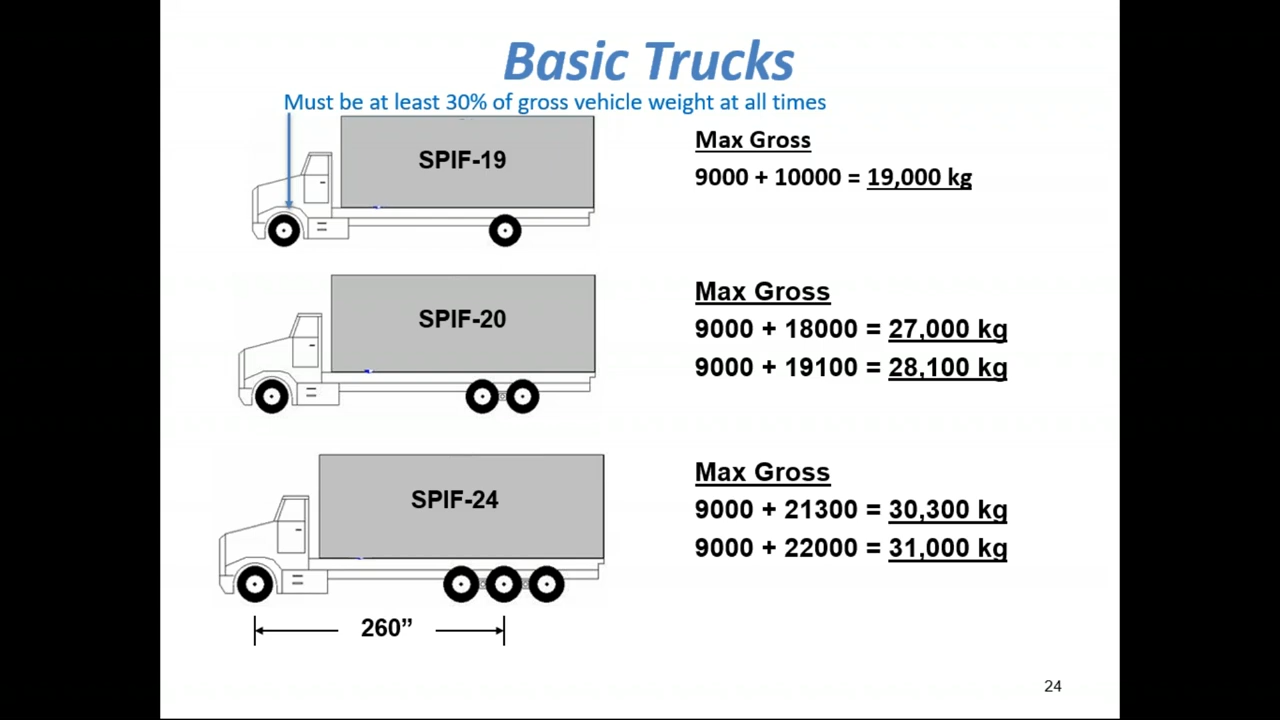 Basic Trucks
Must be at least 30% of gross vehicle weight at all times
SPIF-19
Max Gross
9000 + 10000 = 19,000 kg
SPIF-20
Max Gross
9000 + 18000 = 27,000 kg
9000 + 19100 = 28,100 kg
SPIF-24
Max Gross
9000 + 21300 = 30,300 kg
9000 + 22000 = 31,000 kg
260”
24